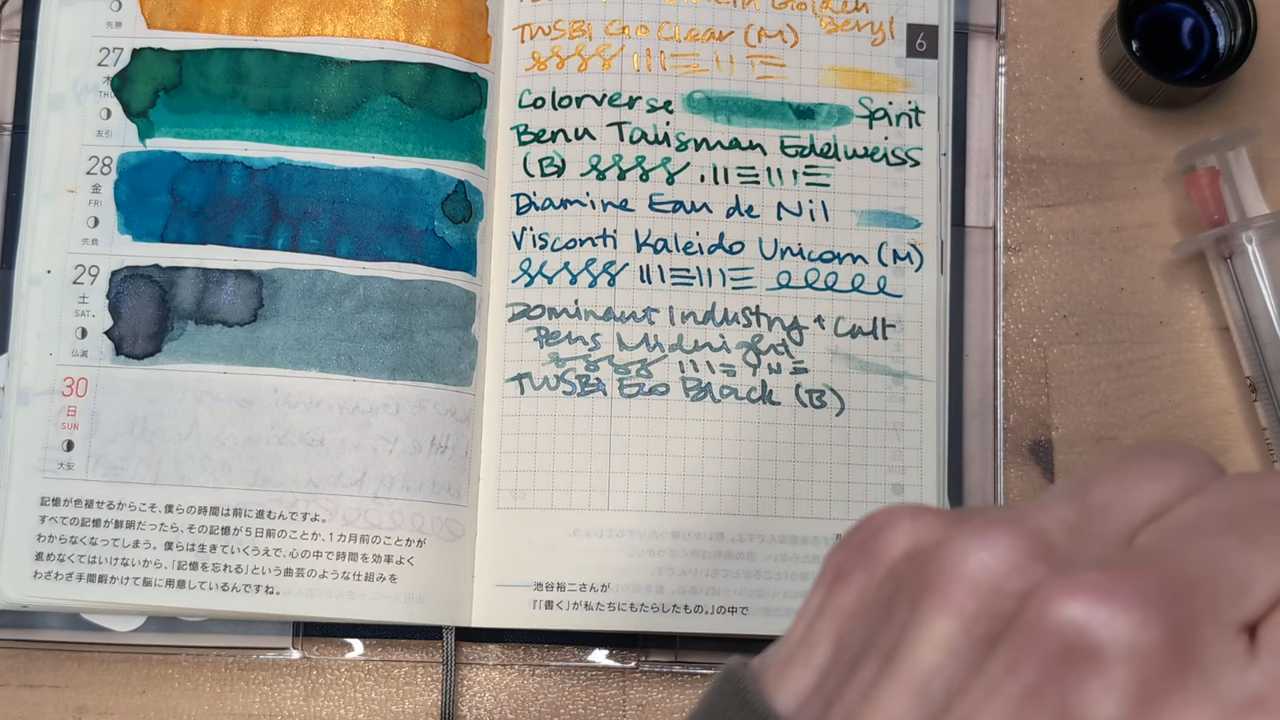 先勝
27
木
THU
友引
28
金
FRI
先負
29
土
SAT.
仏滅
30
日
SUN
大安
記憶が色褪せるからこそ、僕らの時間は前に進むんですよ。
すべての記憶が鮮明だったら、その記憶が5日前のことか、1カ月前のことかが
わからなくなってしまう。僕らは生きていくうえで、心の中で時間を効率よく
進めなくてはいけないから、「記憶を忘れる」という曲芸のような仕組みを
わざわざ手間暇かけて脳に用意しているんですね。
Golden
Beryl
TWSBI Go Clear (M)
6
Colorverse Spirit
Benu Talisman Edelweiss
(B)
Diamine Eau de Nil
Visconti Kaleido Unicorn (M)
Dominant Industry + Cult
Pens Midnight
TWSBI Eco Black (B)
池谷裕二さんが
『「書く」が私たちにもたらしたもの。』の中で